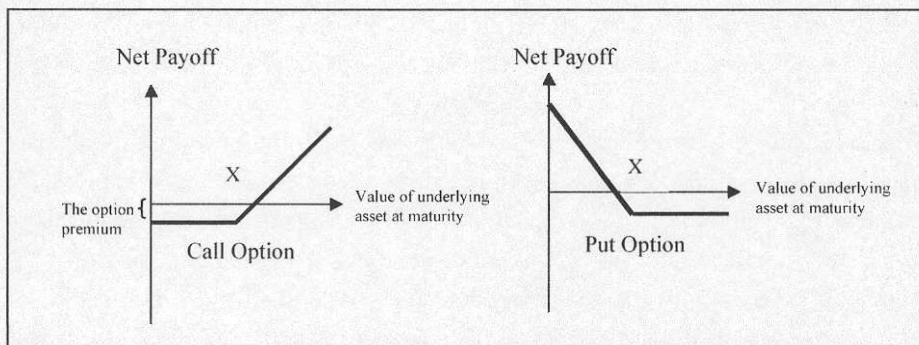 Net Payoff
X
The option
premium
Value of underlying
asset at maturity
Call Option
Net Payoff
X
Value of underlying
asset at maturity
Put Option